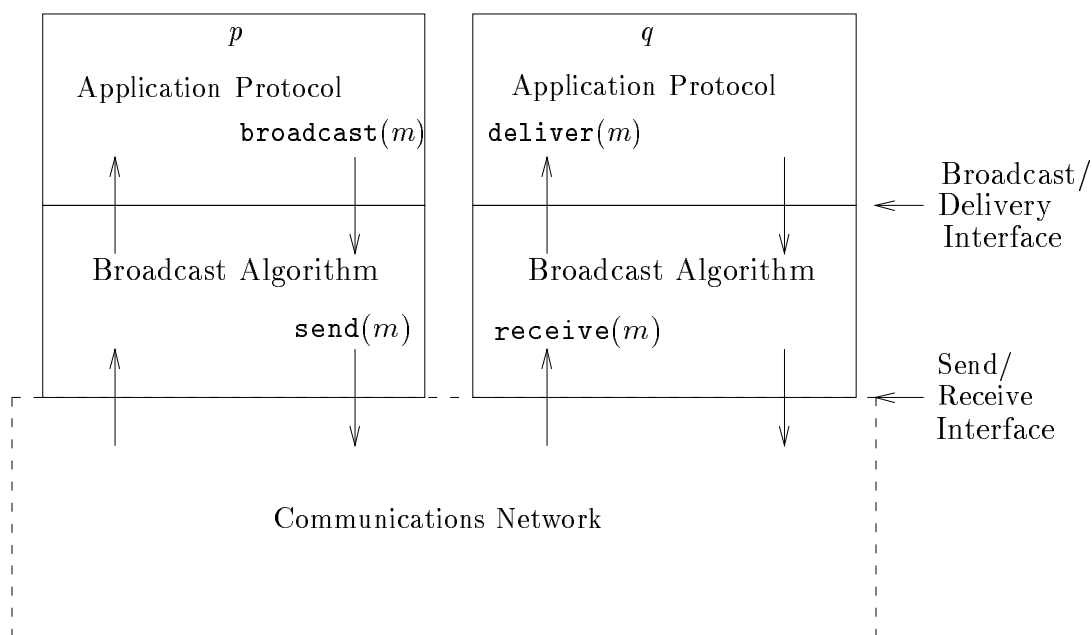 p
q
Application Protocol
Application Protocol
broadcast(m)
deliver(m)
Broadcast/
Delivery
Interface
Broadcast Algorithm
Broadcast Algorithm
send(m)
receive(m)
Send/
Receive
Interface
Communications Network